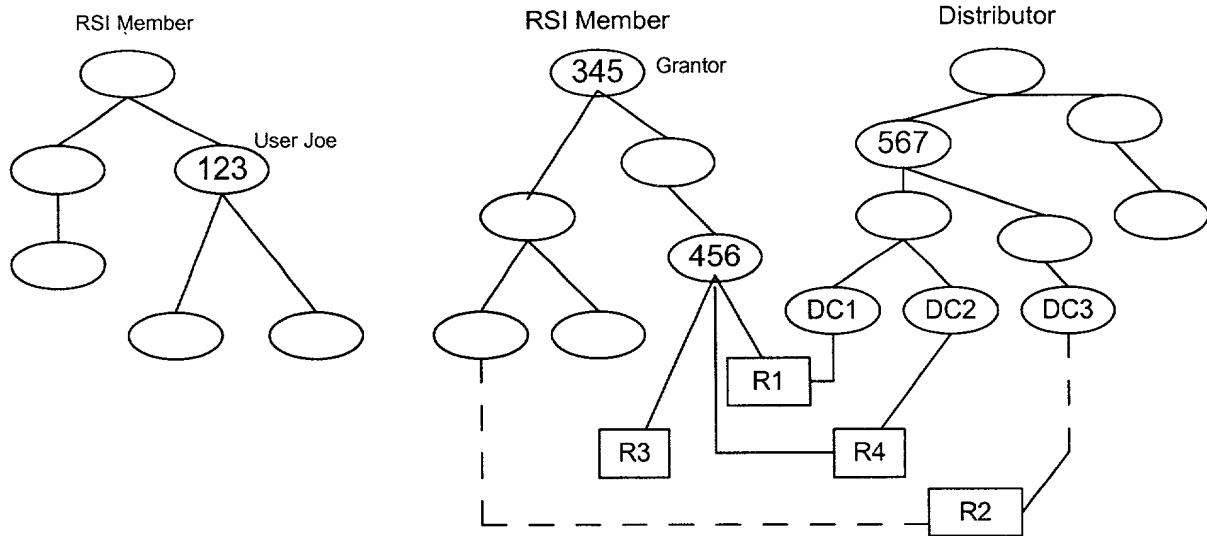 RSI Member
RSI Member
Distributor
345
Grantor
User Joe
123
567
456
DC1
DC2
DC3
R1
R3
R4
R2